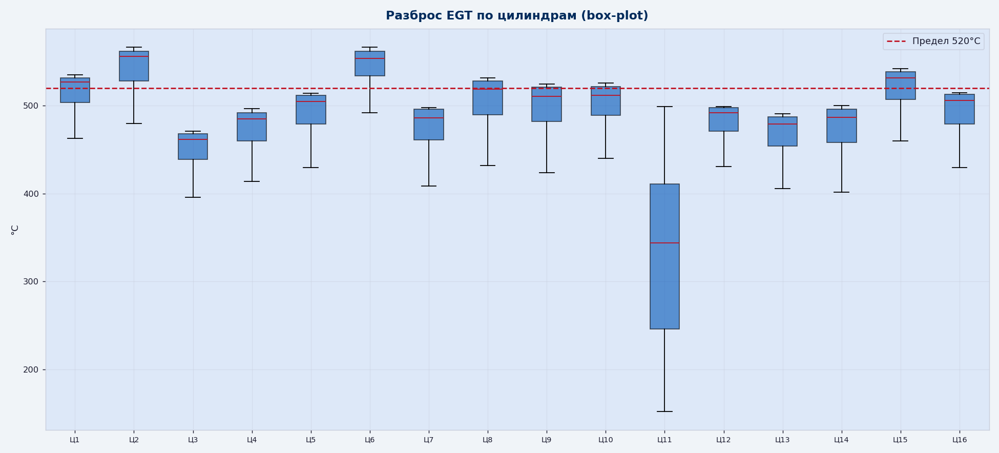 Разброс EGT по цилиндрам (box-plot)
Предел 520°C
500
400
300
200
°C
Ц1 Ц2 Ц3 Ц4 Ц5 Ц6 Ц7 Ц8 Ц9 Ц10 Ц11 Ц12 Ц13 Ц14 Ц15 Ц16